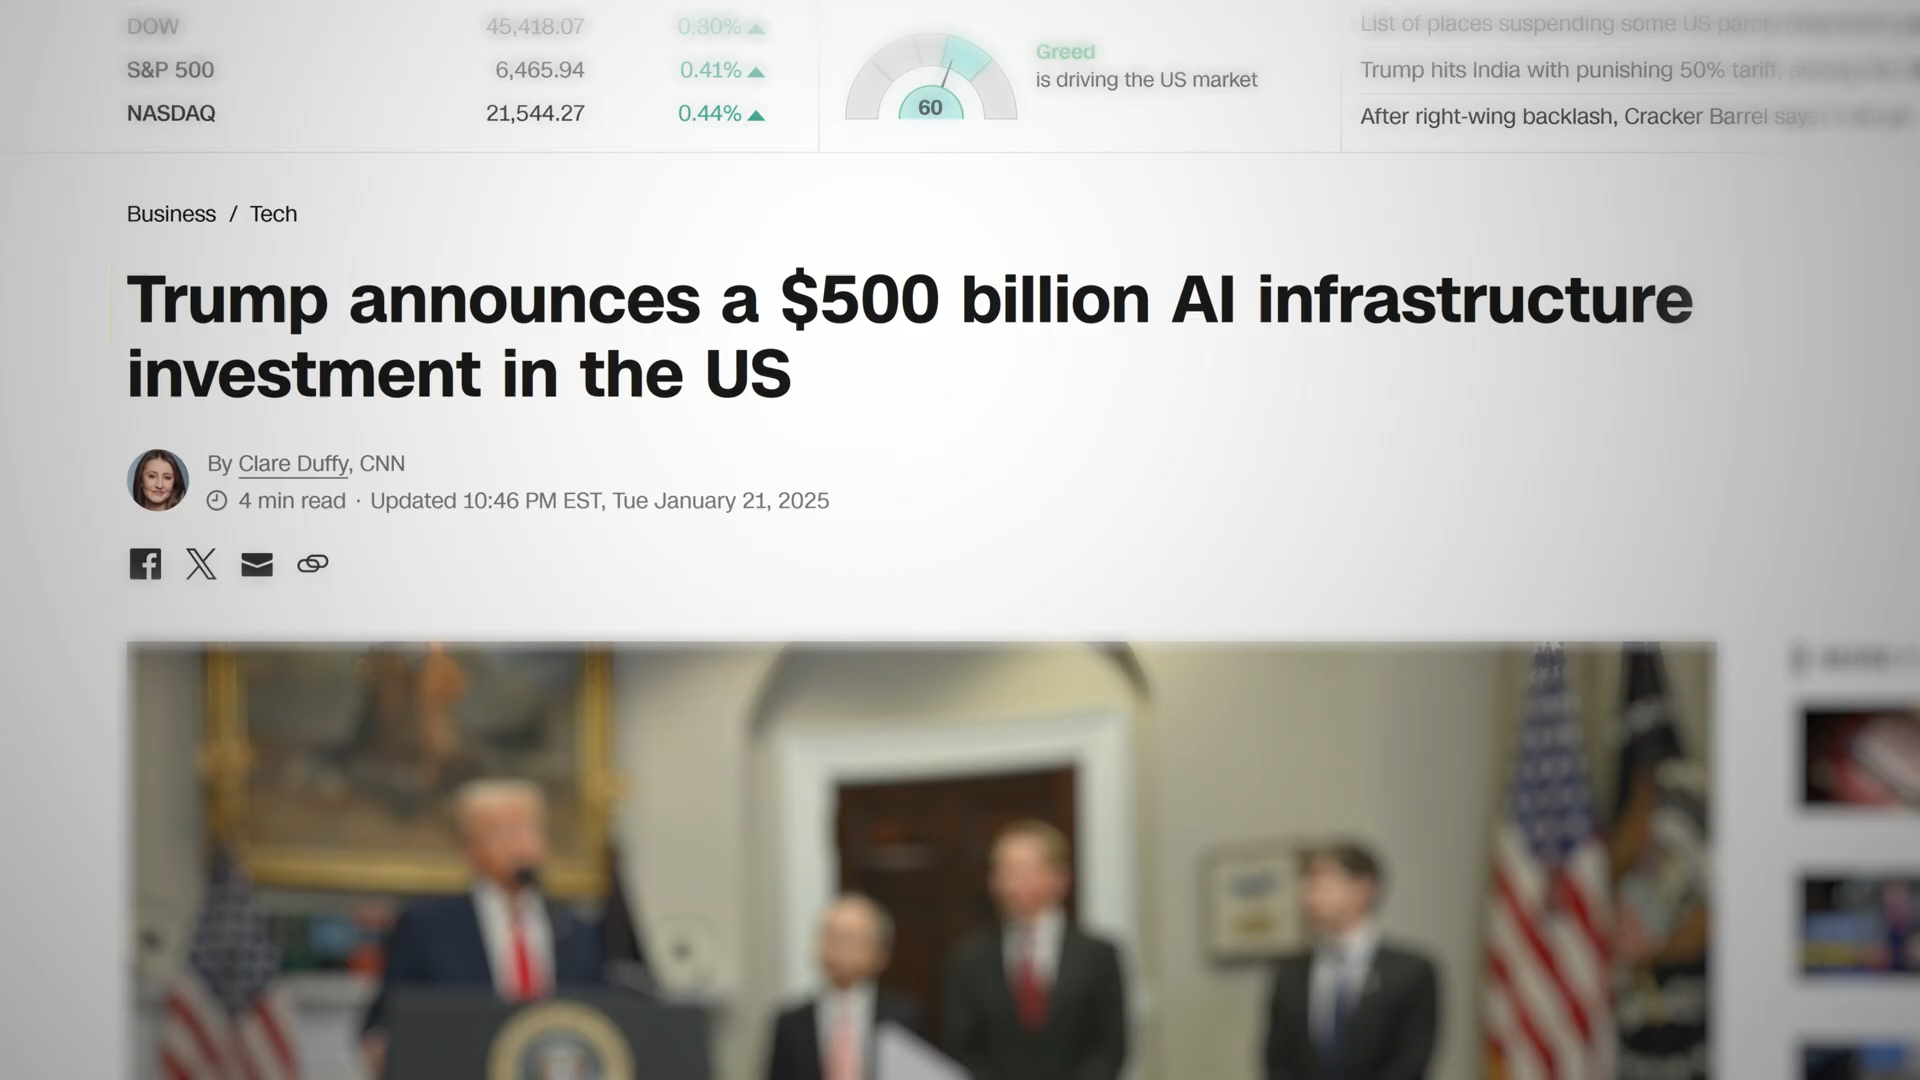 DOW 45,418.07 0.30%
S&P 500 6,465.94 0.41%
NASDAQ 21,544.27 0.44%
60
Greed
is driving the US market
List of places suspending some US
Trump hits India with punishing 50% tariff,
After right-wing backlash, Cracker Barrel says
Business / Tech
Trump announces a $500 billion AI infrastructure
investment in the US
By Clare Duffy, CNN
4 min read · Updated 10:46 PM EST, Tue January 21, 2025